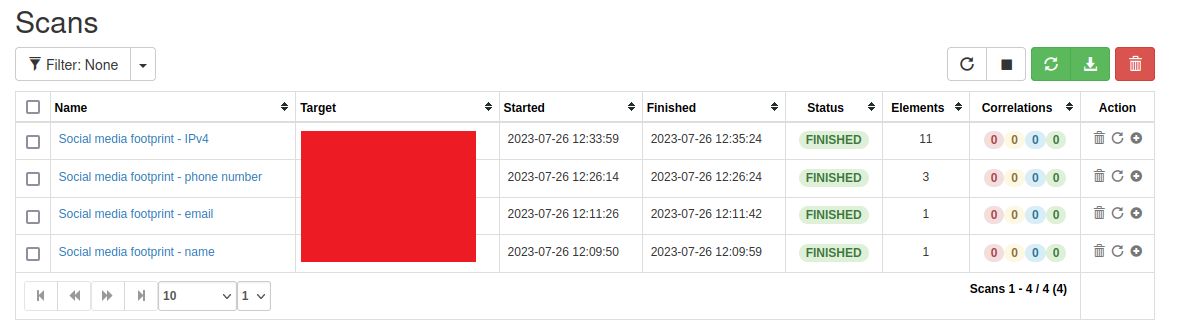 Scans
Filter: None
Name Target Started Finished Status Elements Correlations Action
Social media footprint - IPv4 2023-07-26 12:33:59 2023-07-26 12:35:24 FINISHED 11 0 0 0 0
Social media footprint - phone number 2023-07-26 12:26:14 2023-07-26 12:26:24 FINISHED 3 0 0 0 0
Social media footprint - email 2023-07-26 12:11:26 2023-07-26 12:11:42 FINISHED 1 0 0 0 0
Social media footprint - name 2023-07-26 12:09:50 2023-07-26 12:09:59 FINISHED 1 0 0 0 0
10 1 Scans 1 - 4 / 4 (4)